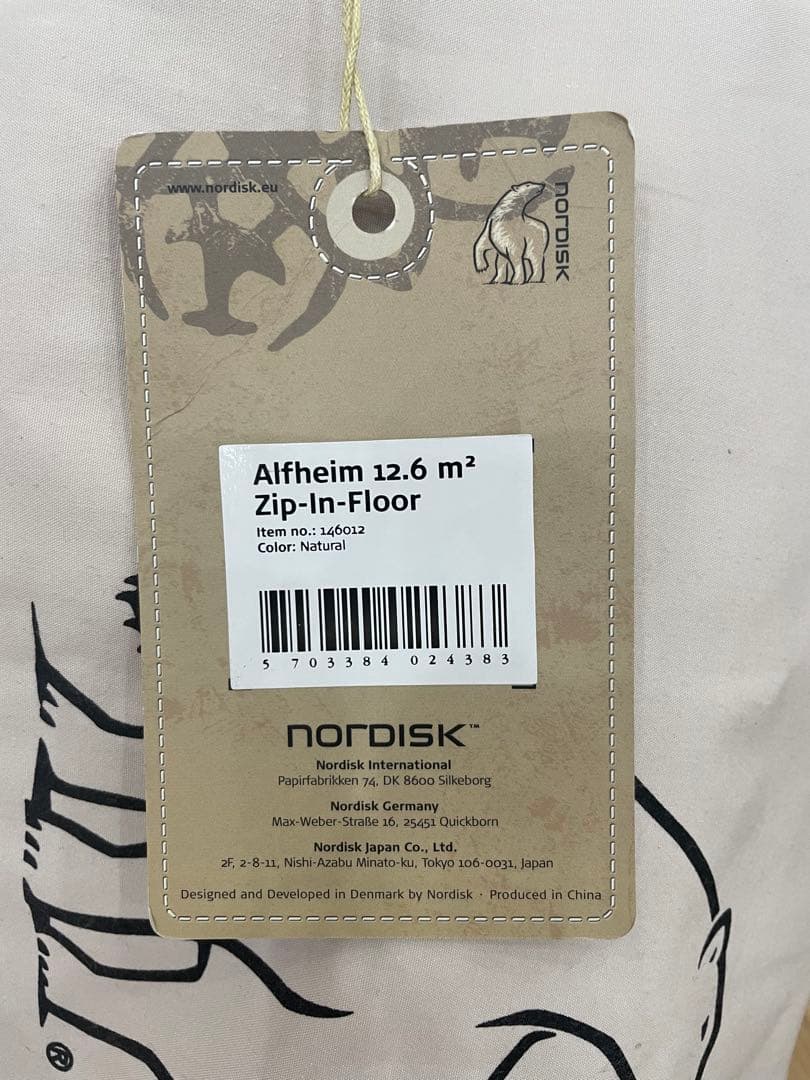 www.nordisk.eu
nordisk
Alfheim 12.6 m²
Zip-In-Floor
Item no.: 146012
Color: Natural
5 703384 024383
nordisk™
Nordisk International
Papirfabrikken 74, DK 8600 Silkeborg
Nordisk Germany
Max-Weber-Straße 16, 25451 Quickborn
Nordisk Japan Co., Ltd.
2F, 2-8-11, Nishi-Azabu Minato-ku, Tokyo 106-0031, Japan
Designed and Developed in Denmark by Nordisk · Produced in China
®